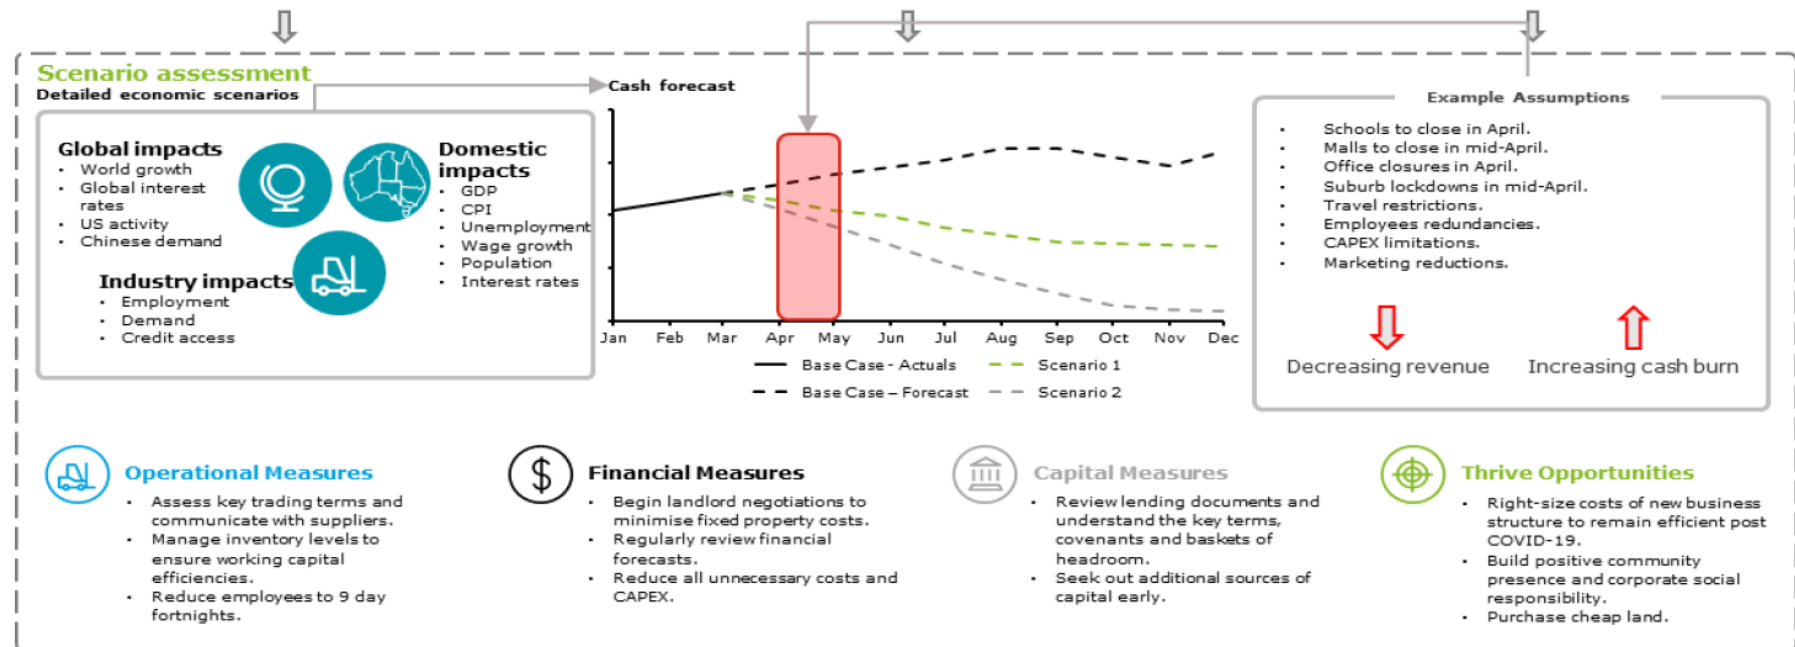 Scenario assessment
Detailed economic scenarios
Global impacts
• World growth
• Global interest
rates
• US activity
• Chinese demand
Domestic
impacts
• GDP
• CPI
• Unemployment
• Wage growth
• Population
• Interest rates
Industry impacts
• Employment
• Demand
• Credit access
Cash forecast
Jan Feb Mar Apr May Jun Jul Aug Sep Oct Nov Dec
Base Case - Actuals
Scenario 1
Base Case – Forecast
Scenario 2
Example Assumptions
• Schools to close in April.
• Malls to close in mid-April.
• Office closures in April.
• Suburb lockdowns in mid-April.
• Travel restrictions.
• Employees redundancies.
• CAPEX limitations.
• Marketing reductions.
Decreasing revenue
Increasing cash burn
Operational Measures
• Assess key trading terms and
communicate with suppliers.
• Manage inventory levels to
ensure working capital
efficiencies.
• Reduce employees to 9 day
fortnights.
$
Financial Measures
• Begin landlord negotiations to
minimise fixed property costs.
• Regularly review financial
forecasts.
• Reduce all unnecessary costs and
CAPEX.
Capital Measures
• Review lending documents and
understand the key terms,
covenants and baskets of
headroom.
• Seek out additional sources of
capital early.
Thrive Opportunities
• Right-size costs of new business
structure to remain efficient post
COVID-19.
• Build positive community
presence and corporate social
responsibility.
• Purchase cheap land.